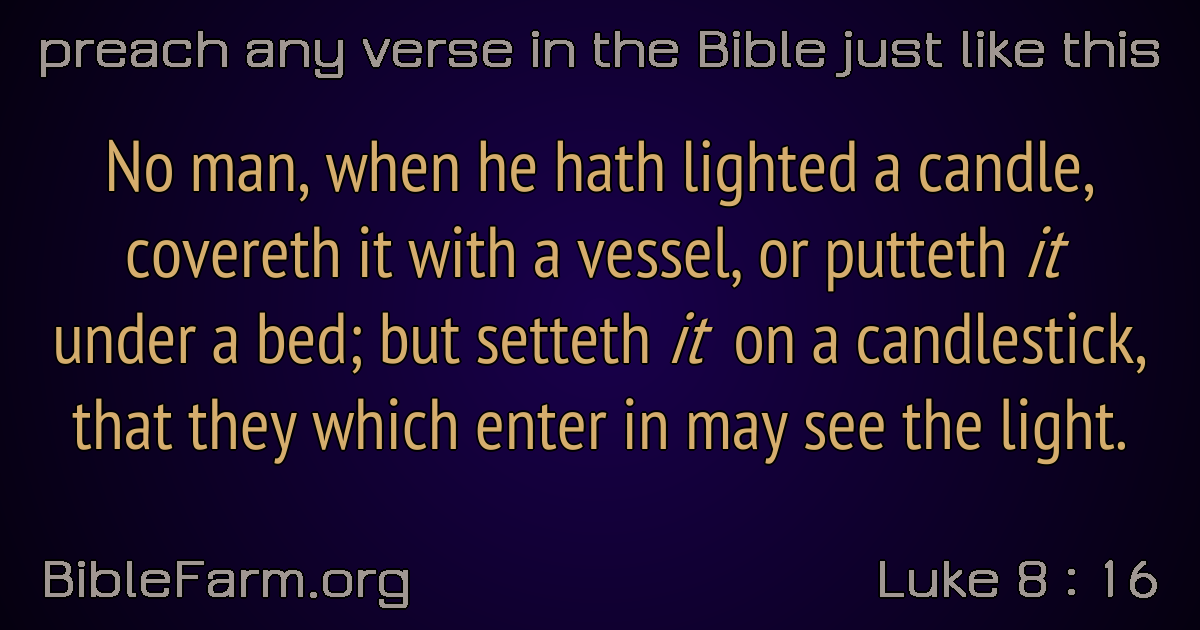 preach any verse in the Bible just like this
No man, when he hath lighted a candle,
covereth it with a vessel, or putteth it
under a bed; but setteth it on a candlestick,
that they which enter in may see the light.
BibleFarm.org
Luke 8 : 16